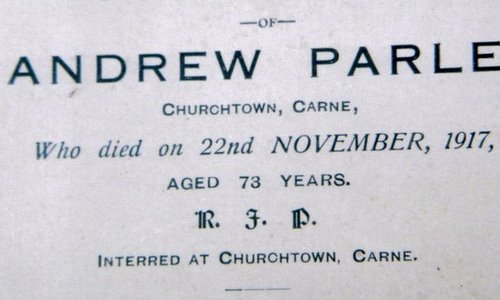 —OF—
ANDREW PARLE
CHURCHTOWN, CARNE,
Who died on 22nd NOVEMBER, 1917,
AGED 73 YEARS.
R. I. P.
INTERRED AT CHURCHTOWN, CARNE.